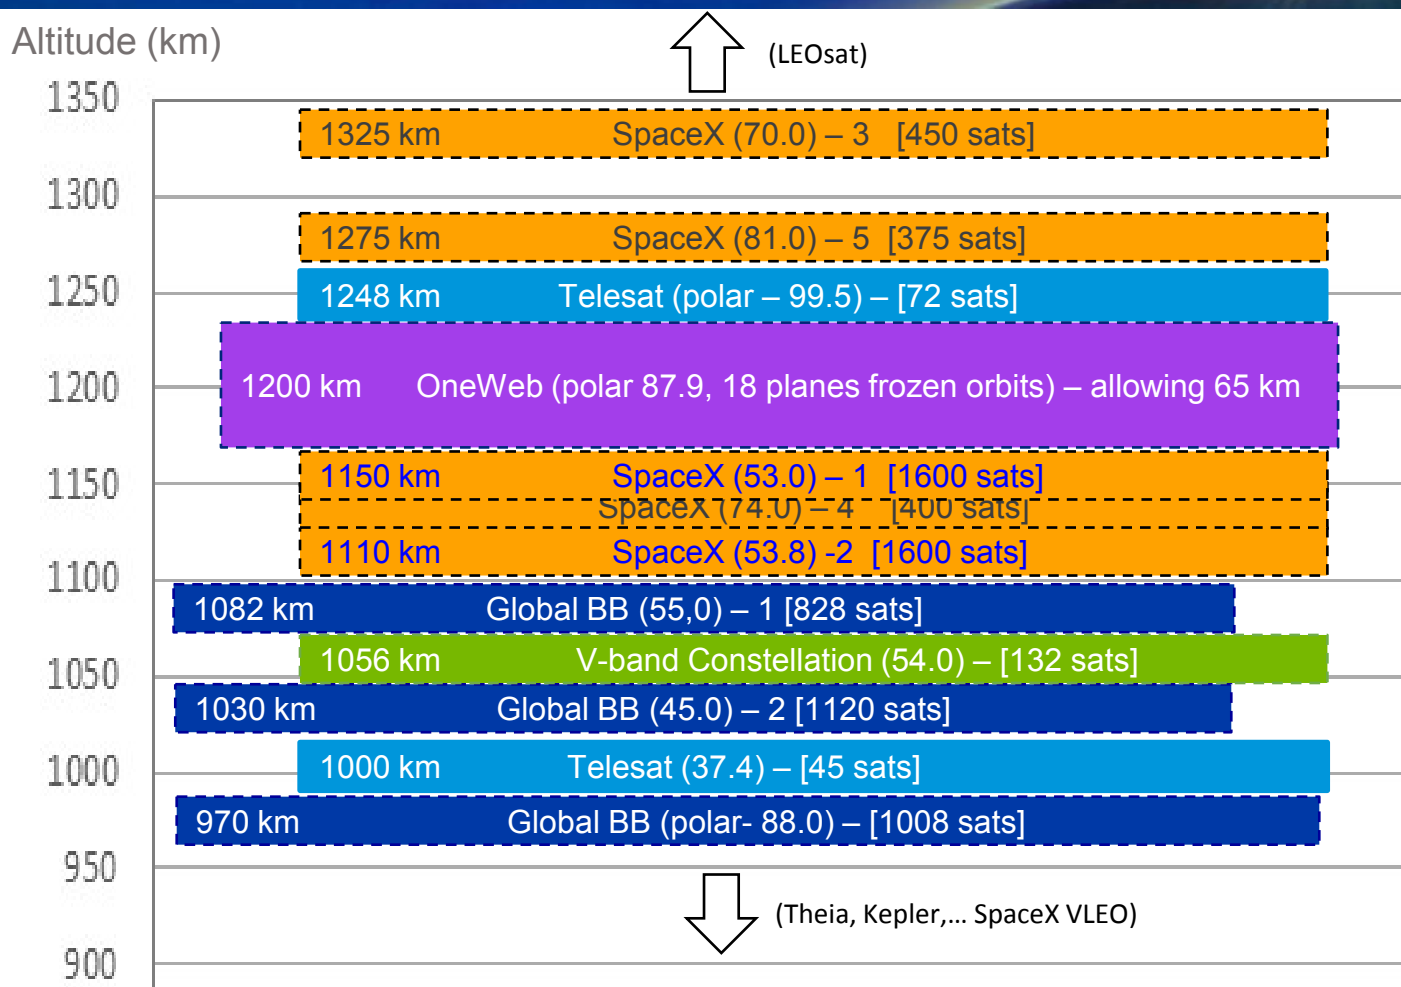 Altitude (km)
(LEOsat)
1350
1325 km SpaceX (70.0) – 3 [450 sats]
1300
1275 km SpaceX (81.0) – 5 [375 sats]
1250
1248 km Telesat (polar – 99.5) – [72 sats]
1200
1200 km OneWeb (polar 87.9, 18 planes frozen orbits) – allowing 65 km
1150
1150 km SpaceX (53.0) – 1 [1600 sats]
SpaceX (74.0) – 4 [400 sats]
1110 km SpaceX (53.8) -2 [1600 sats]
1100
1082 km Global BB (55,0) – 1 [828 sats]
1056 km V-band Constellation (54.0) – [132 sats]
1050
1030 km Global BB (45.0) – 2 [1120 sats]
1000
1000 km Telesat (37.4) – [45 sats]
970 km Global BB (polar- 88.0) – [1008 sats]
950
(Theia, Kepler,... SpaceX VLEO)
900